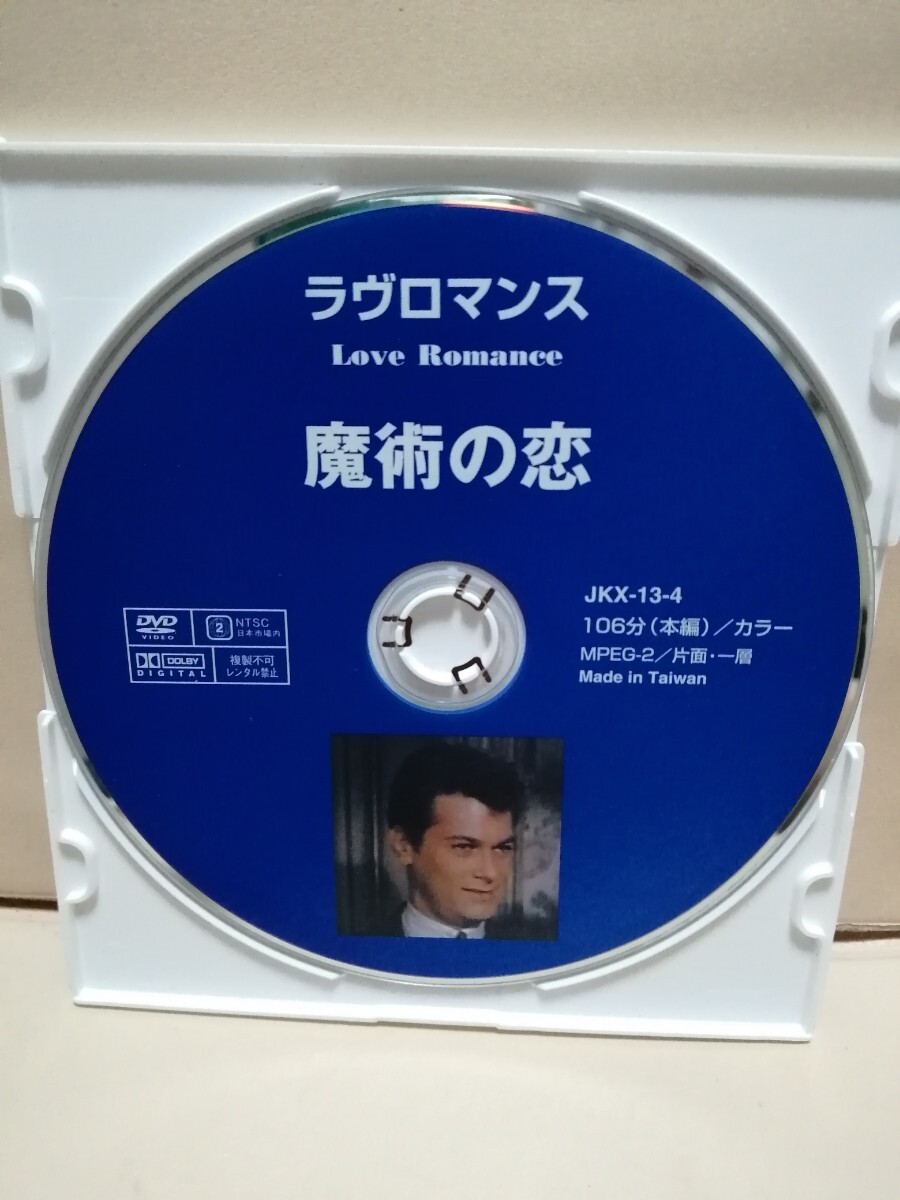 ラヴロマンス
Love Romance
魔術の恋
DVD
VIDEO
2
NTSC
日本市場内
DOLBY
DIGITAL
複製不可
レンタル禁止
JKX-13-4
106分(本編)／カラー
MPEG-2／片面・一層
Made in Taiwan